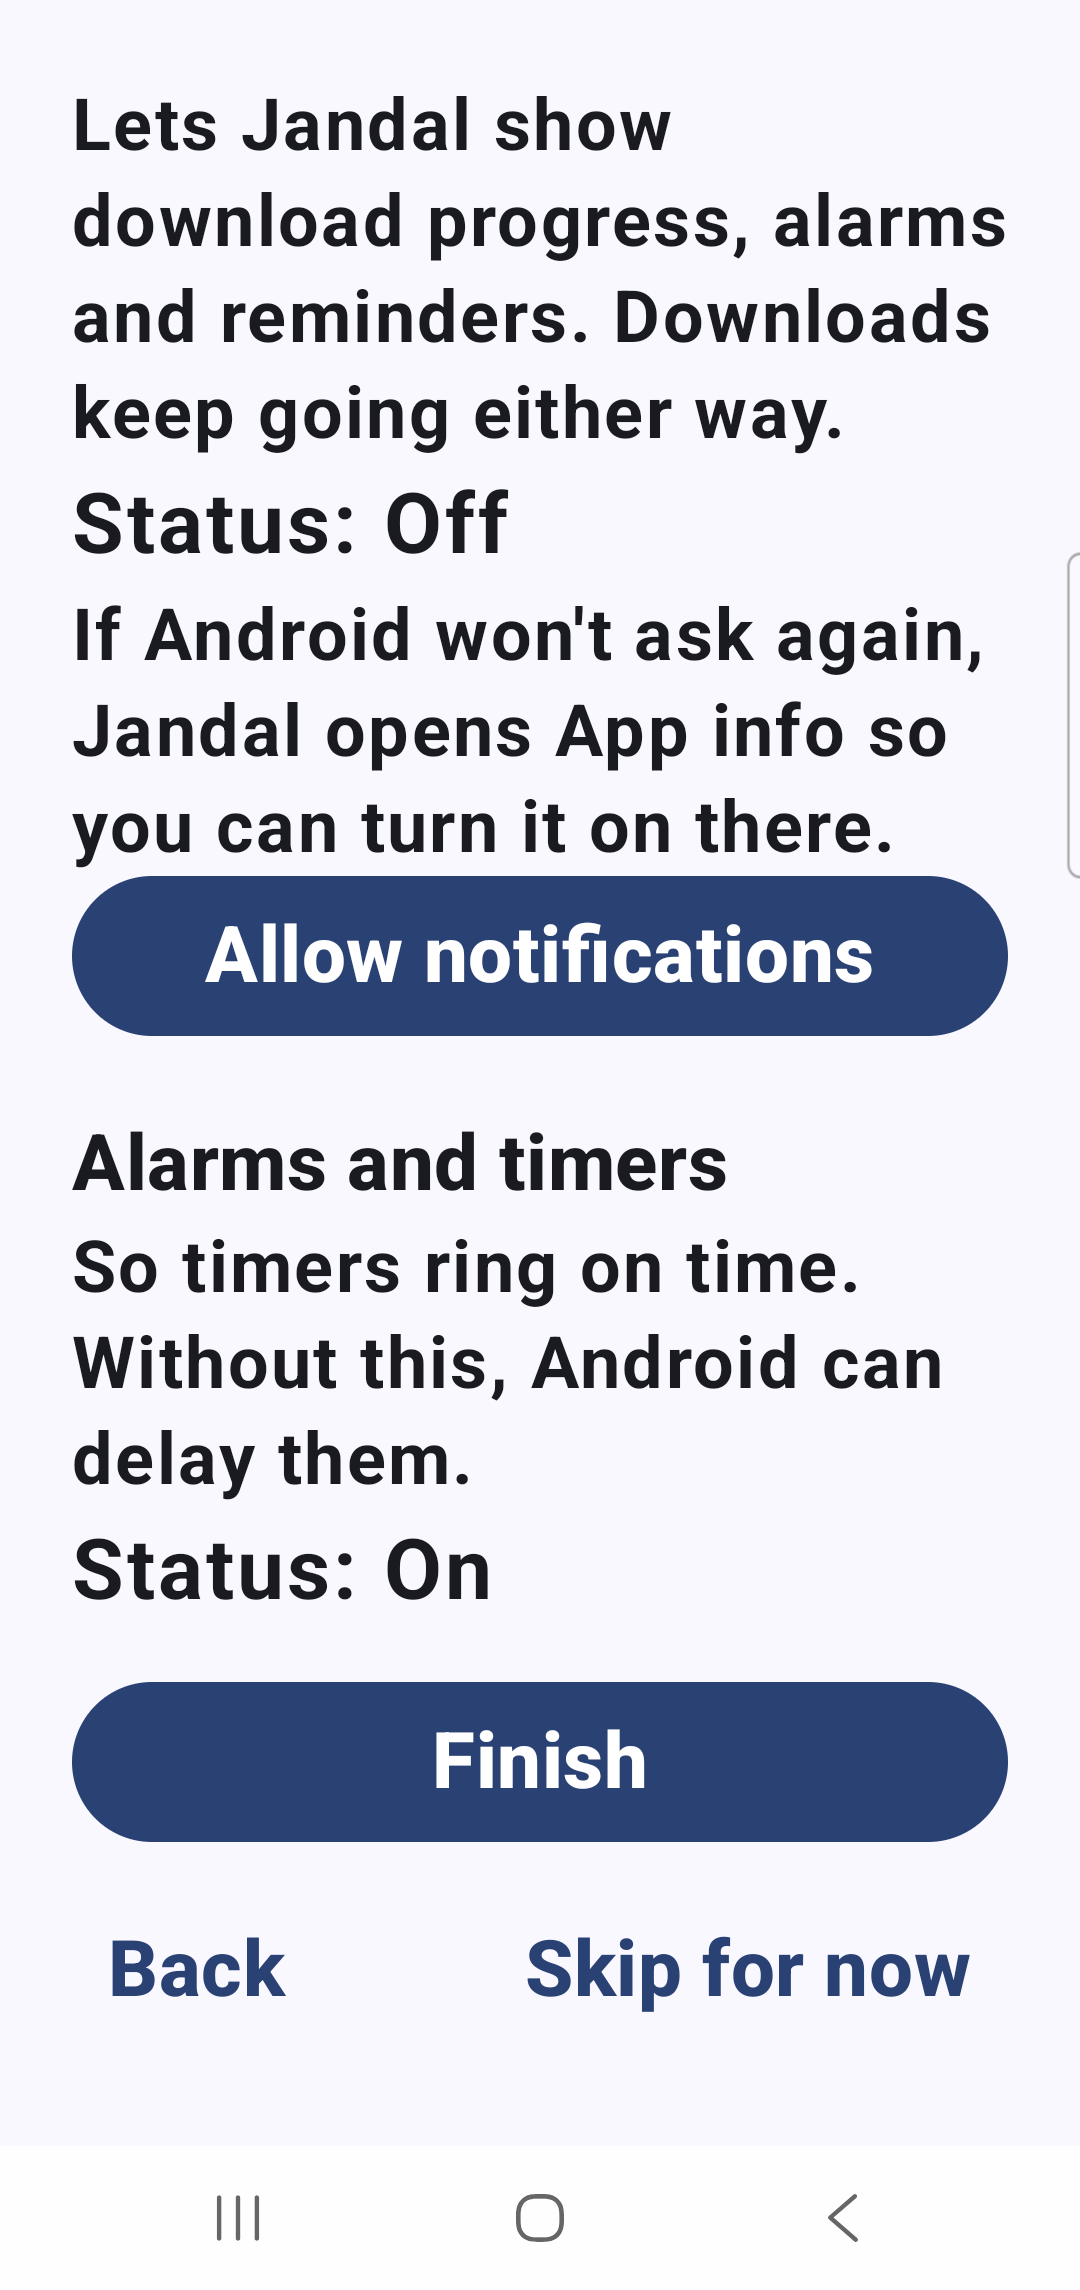 Lets Jandal show
download progress, alarms
and reminders. Downloads
keep going either way.
Status: Off
If Android won't ask again,
Jandal opens App info so
you can turn it on there.
Allow notifications
Alarms and timers
So timers ring on time.
Without this, Android can
delay them.
Status: On
Finish
Back
Skip for now